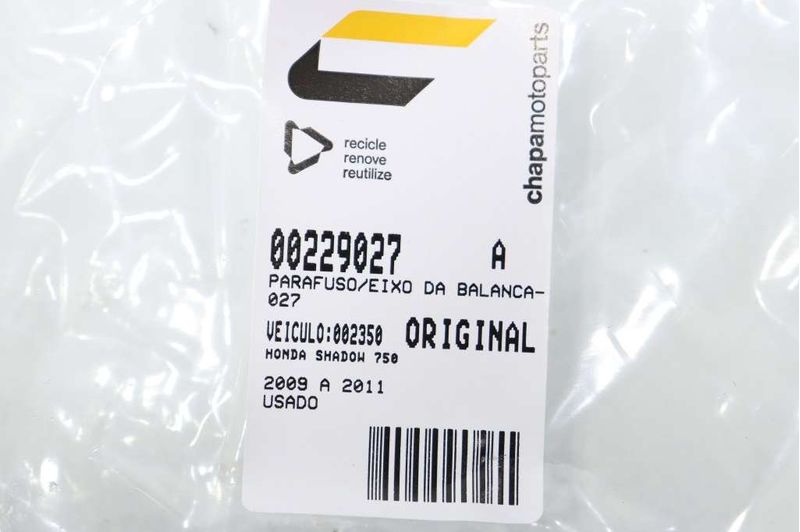 chapamotoparts
recicle
renove
reutilize
00229027 A
PARAFUSO/EIXO DA BALANCA-
027
VEICULO:002350 ORIGINAL
HONDA SHADOW 750
2009 A 2011
USADO